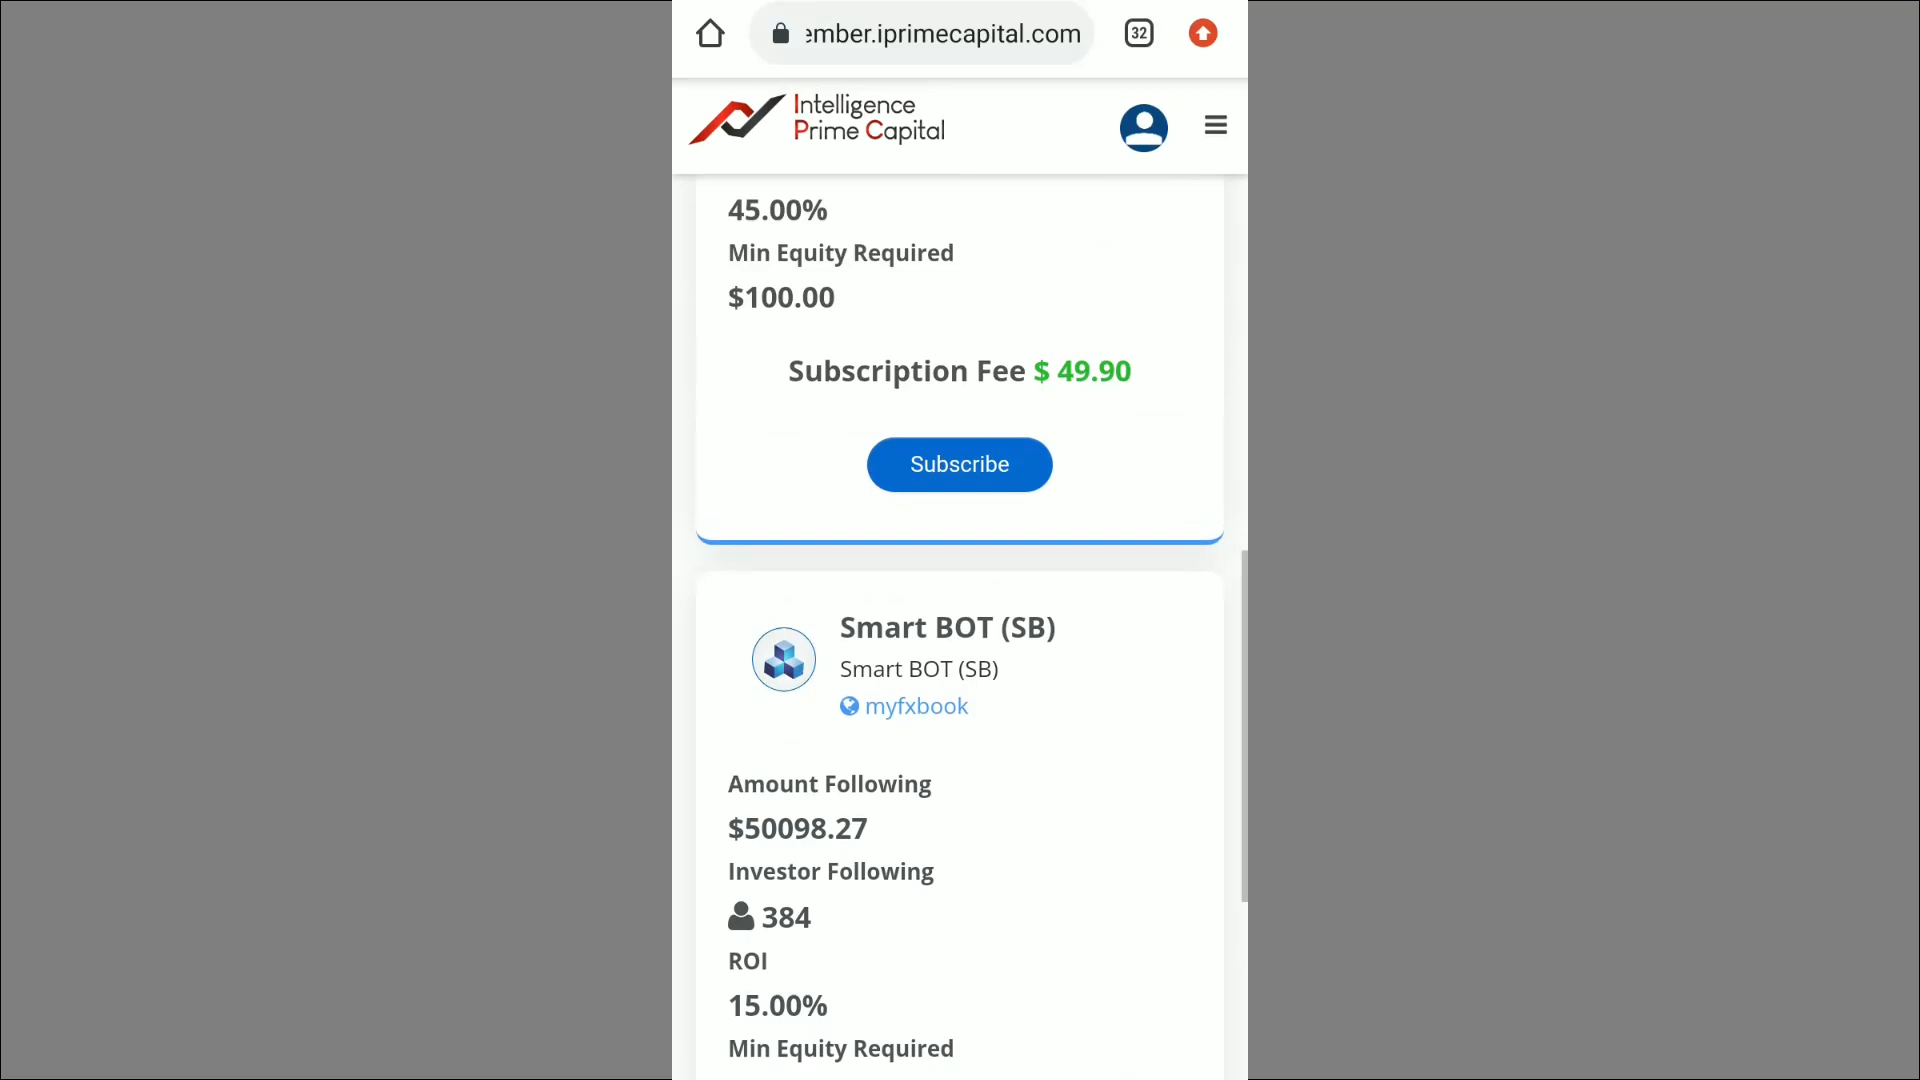 ember.iprimecapital.com
32
Intelligence
Prime Capital
45.00%
Min Equity Required
$100.00
Subscription Fee $ 49.90
Subscribe
Smart BOT (SB)
Smart BOT (SB)
myfxbook
Amount Following
$50098.27
Investor Following
384
ROI
15.00%
Min Equity Required